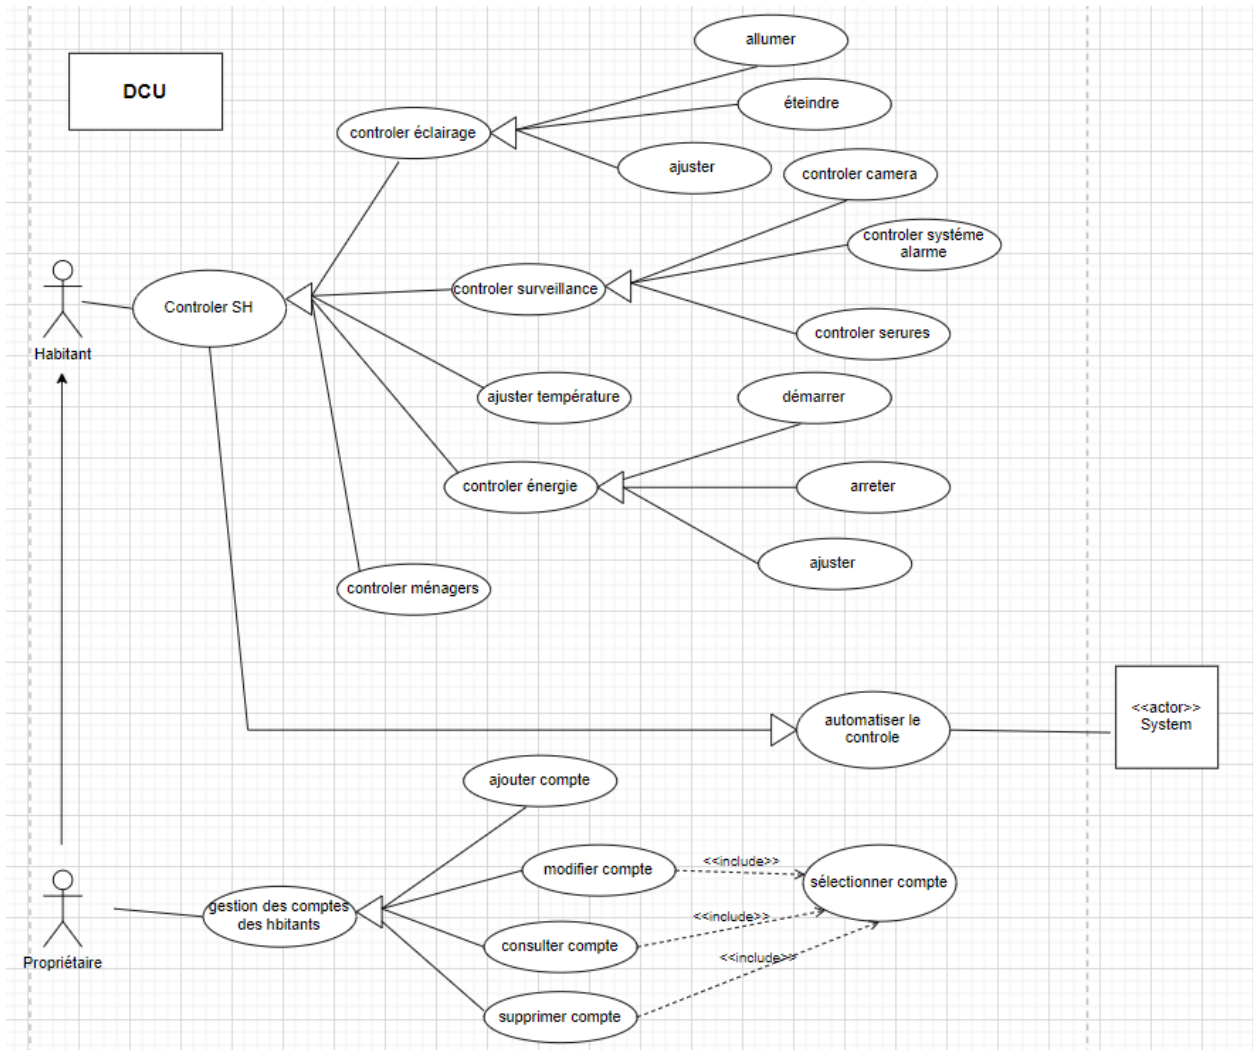 DCU
allumer
éteindre
controler éclairage
ajuster
controler camera
controler systéme
alarme
controler surveillance
Controler SH
controler serures
Habitant
ajuster température
démarrer
controler énergie
arreter
ajuster
controler ménagers
automatiser le
controle
<<actor>>
System
ajouter compte
modifier compte
<<include>>
sélectionner compte
gestion des comptes
des hbitants
<<include>>
consulter compte
<<include>>
Propriétaire
supprimer compte